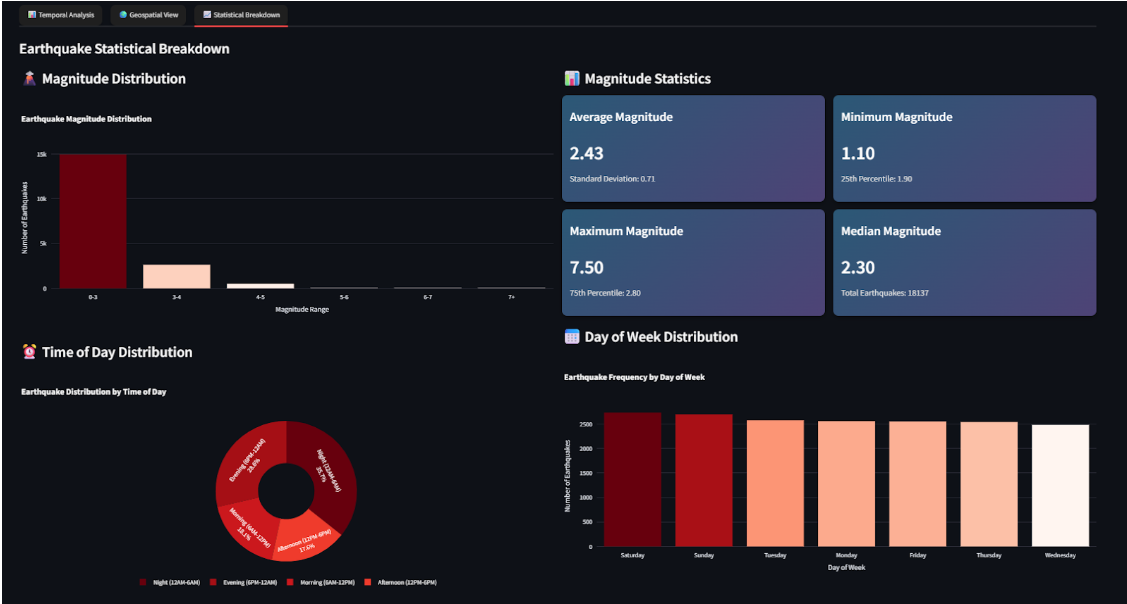 Temporal Analysis
Geospatial View
Statistical Breakdown
Earthquake Statistical Breakdown
Magnitude Distribution
Earthquake Magnitude Distribution
15k
10k
5k
0
Number of Earthquakes
0-3
3-4
4-5
5-6
6-7
7+
Magnitude Range
Magnitude Statistics
Average Magnitude
2.43
Standard Deviation: 0.71
Minimum Magnitude
1.10
25th Percentile: 1.90
Maximum Magnitude
7.50
75th Percentile: 2.80
Median Magnitude
2.30
Total Earthquakes: 18137
Time of Day Distribution
Earthquake Distribution by Time of Day
Night (12AM-6AM)
35.7%
Evening (6PM-12AM)
28.6%
Morning (6AM-12PM)
18.1%
Afternoon (12PM-6PM)
17.6%
Night (12AM-6AM)
Evening (6PM-12AM)
Morning (6AM-12PM)
Afternoon (12PM-6PM)
Day of Week Distribution
Earthquake Frequency by Day of Week
2500
2000
1500
1000
500
0
Number of Earthquakes
Saturday
Sunday
Tuesday
Monday
Friday
Thursday
Wednesday
Day of Week